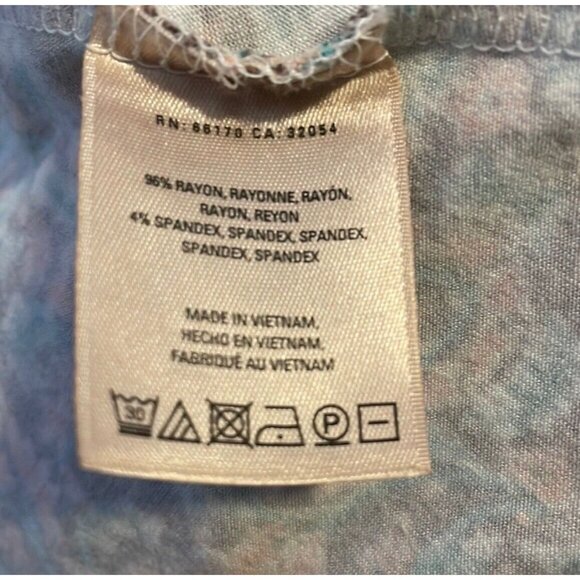 RN: 66170 CA: 32054
96% RAYON, RAYONNE, RAYÓN,
RAYON, REYON
4% SPANDEX, SPANDEX, SPANDEX,
SPANDEX, SPANDEX
MADE IN VIETNAM,
HECHO EN VIETNAM,
FABRIQUÉ AU VIETNAM
30
P